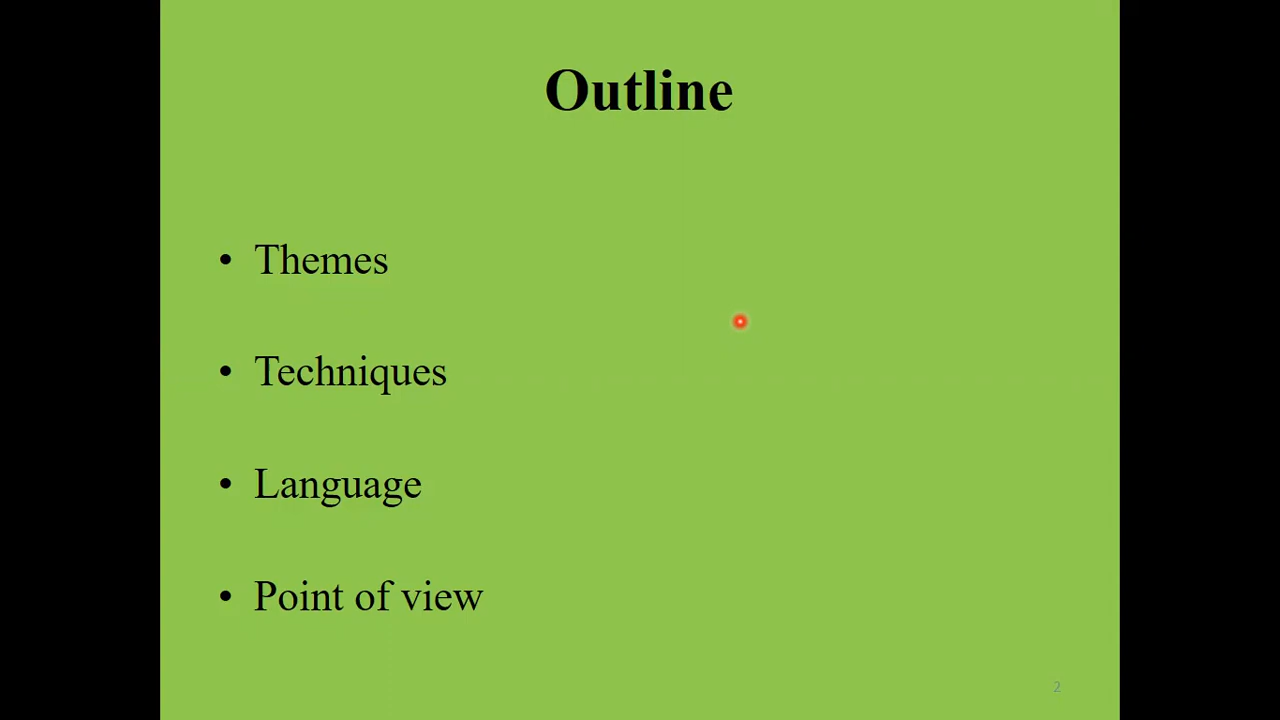 Outline
• Themes
• Techniques
• Language
• Point of view
2